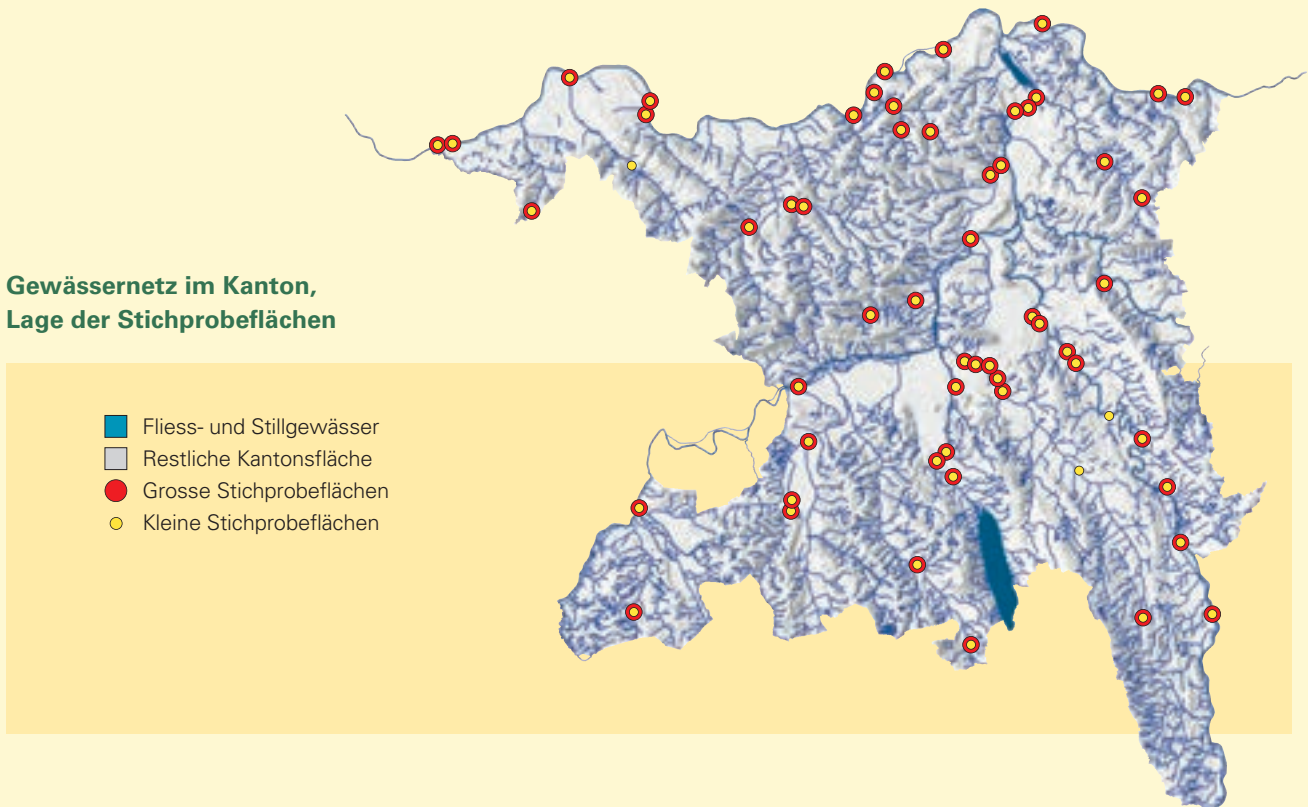 Gewässernetz im Kanton,
Lage der Stichprobeflächen
Fliess- und Stillgewässer
Restliche Kantonsfläche
Grosse Stichprobeflächen
Kleine Stichprobeflächen